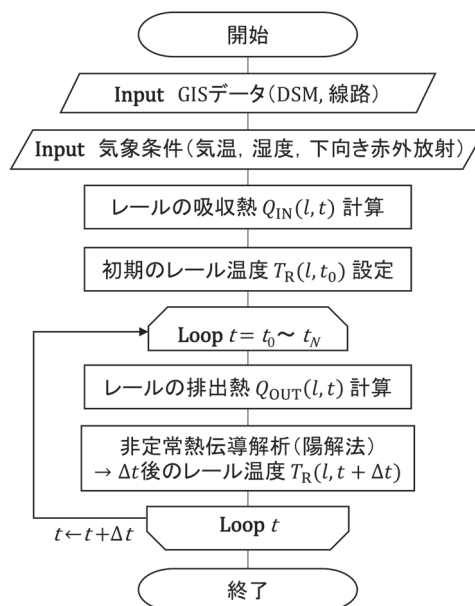 開始
Input GISデータ(DSM, 線路)
Input 気象条件(気温, 湿度, 下向き赤外放射)
レールの吸収熱 Q_IN(l, t) 計算
初期のレール温度 T_R(l, t_0) 設定
Loop t = t_0~ t_N
レールの排出熱 Q_OUT(l, t) 計算
非定常熱伝導解析(陽解法)
→ Δt後のレール温度 T_R(l, t + Δt)
Loop t
t←t+Δt
終了